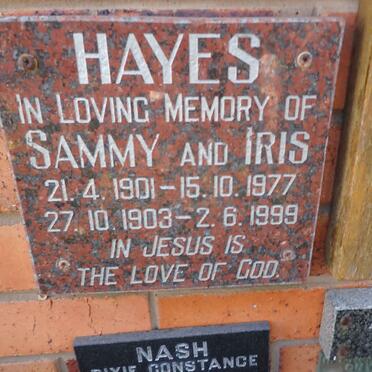 HAYES
IN LOVING MEMORY OF
SAMMY AND IRIS
21.4.1901-15.10.1977
27.10.1903-2.6.1999
IN JESUS IS
THE LOVE OF GOD.
NASH
DIXIE CONSTANCE